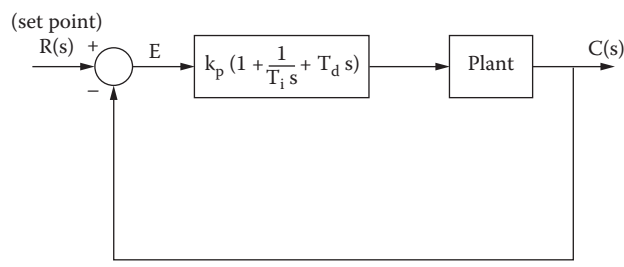 (set point)
R(s) + E k_p (1 + 1/(T_i s) + T_d s) Plant C(s)
−